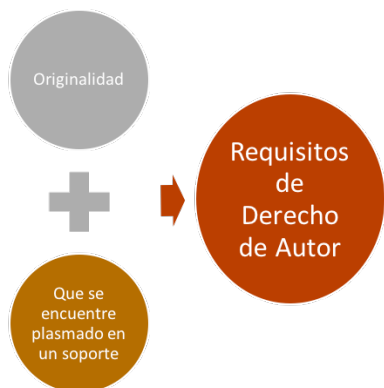 Originalidad
Que se
encuentre
plasmado en
un soporte
Requisitos
de
Derecho
de Autor